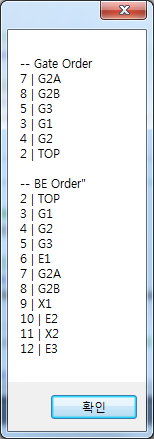 -- Gate Order
7 | G2A
8 | G2B
5 | G3
3 | G1
4 | G2
2 | TOP

-- BE Order"
2 | TOP
3 | G1
4 | G2
5 | G3
6 | E1
7 | G2A
8 | G2B
9 | X1
10 | E2
11 | X2
12 | E3
확인